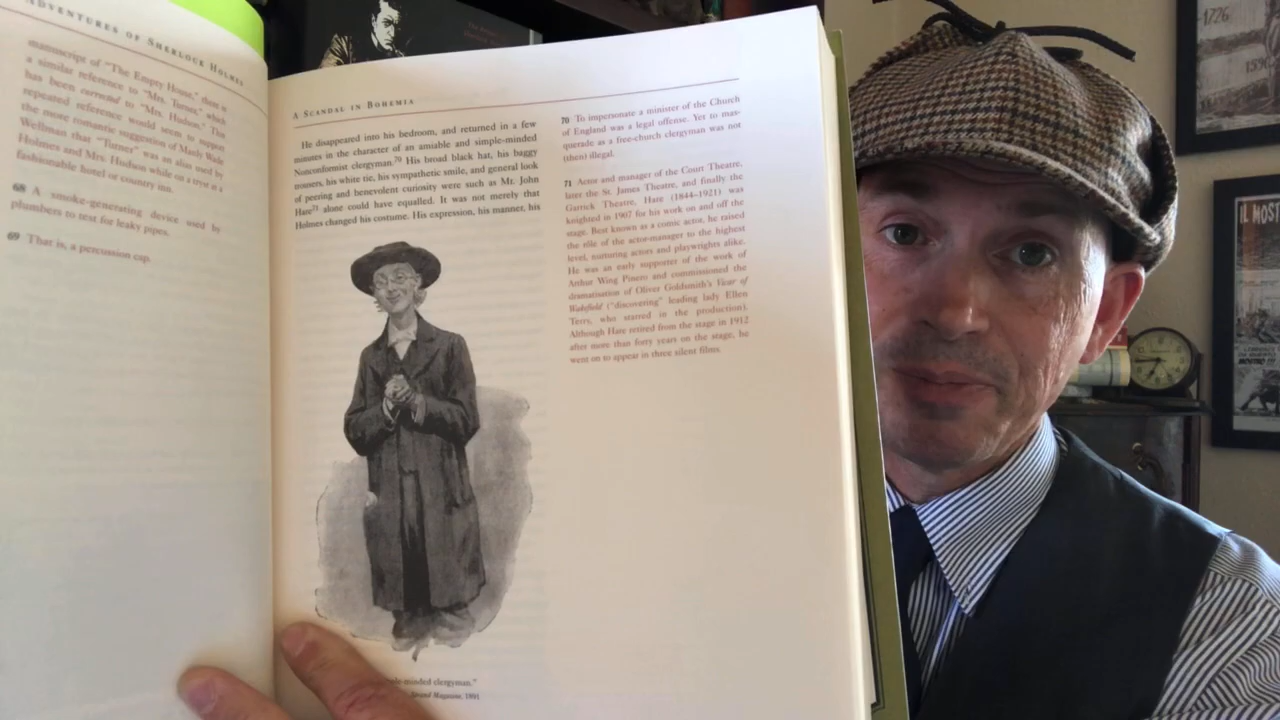 ADVENTURES OF SHERLOCK HOLMES
manuscript of "The Empty House," there is
a similar reference to "Mrs. Turner," which
has been corrected to "Mrs. Hudson." This
repeated reference would seem to support
the more romantic suggestion of Manly Wade
Wellman that "Turner" was an alias used by
Holmes and Mrs. Hudson while on a tryst at a
fashionable hotel or country inn.
68 A smoke-generating device used by
plumbers to test for leaky pipes.
69 That is, a percussion cap.
A SCANDAL IN BOHEMIA
He disappeared into his bedroom, and returned in a few
minutes in the character of an amiable and simple-minded
Nonconformist clergyman.70 His broad black hat, his baggy
trousers, his white tie, his sympathetic smile, and general look
of peering and benevolent curiosity were such as Mr. John
Hare71 alone could have equalled. It was not merely that
Holmes changed his costume. His expression, his manner, his
minded clergyman."
Strand Magazine, 1891
70 To impersonate a minister of the Church
of England was a legal offense. Yet to mas-
querade as a free-church clergyman was not
(then) illegal.
71 Actor and manager of the Court Theatre,
later the St. James Theatre, and finally the
Garrick Theatre, Hare (1844–1921) was
knighted in 1907 for his work on and off the
stage. Best known as a comic actor, he raised
the rôle of the actor-manager to the highest
level, nurturing actors and playwrights alike.
He was an early supporter of the work of
Arthur Wing Pinero and commissioned the
dramatisation of Oliver Goldsmith's Vicar of
Wakefield ("discovering" leading lady Ellen
Terry, who starred in the production).
Although Hare retired from the stage in 1912
after more than forty years on the stage, he
went on to appear in three silent films.
1726
IL MOST